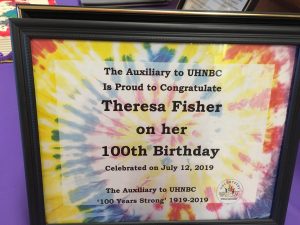 The Auxiliary to UHNBC
Is Proud to Congratulate
Theresa Fisher
on her
100th Birthday
Celebrated on July 12, 2019
The Auxiliary to UHNBC
'100 Years Strong' 1919-2019